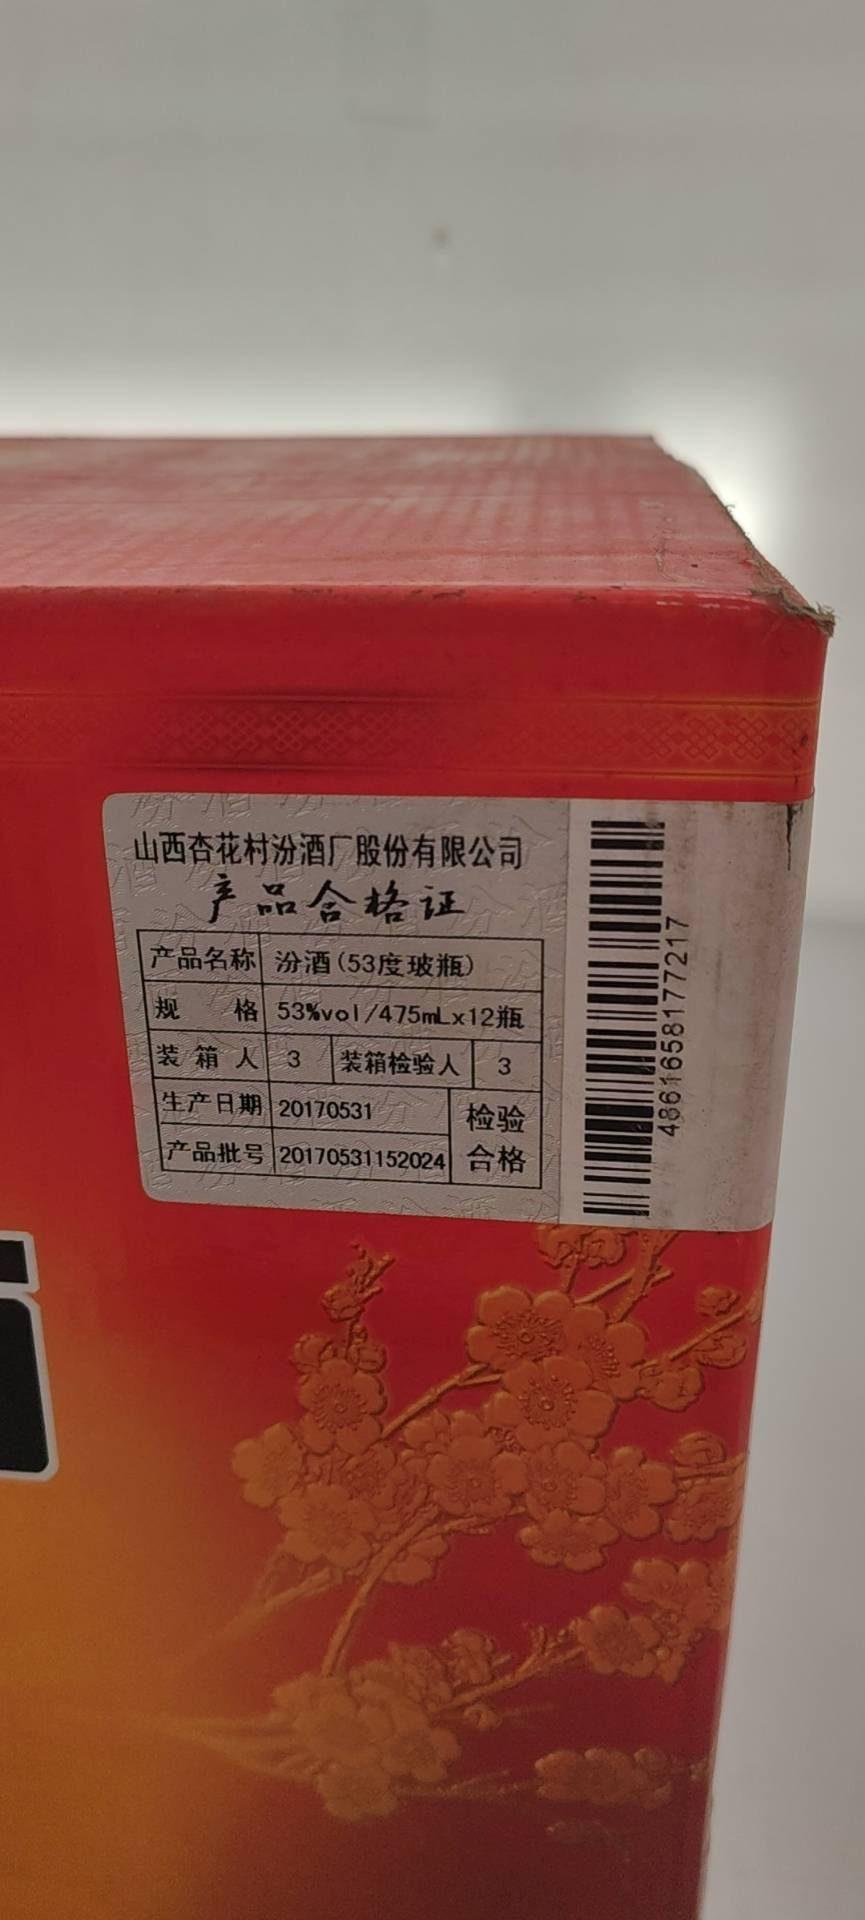 山西杏花村汾酒厂股份有限公司
产品合格证
产品名称 汾酒(53度玻瓶)
规 格 53%vol/475mLx12瓶
装箱人 3 装箱检验人 3
生产日期 20170531
检验合格
产品批号 20170531152024
4861658177217